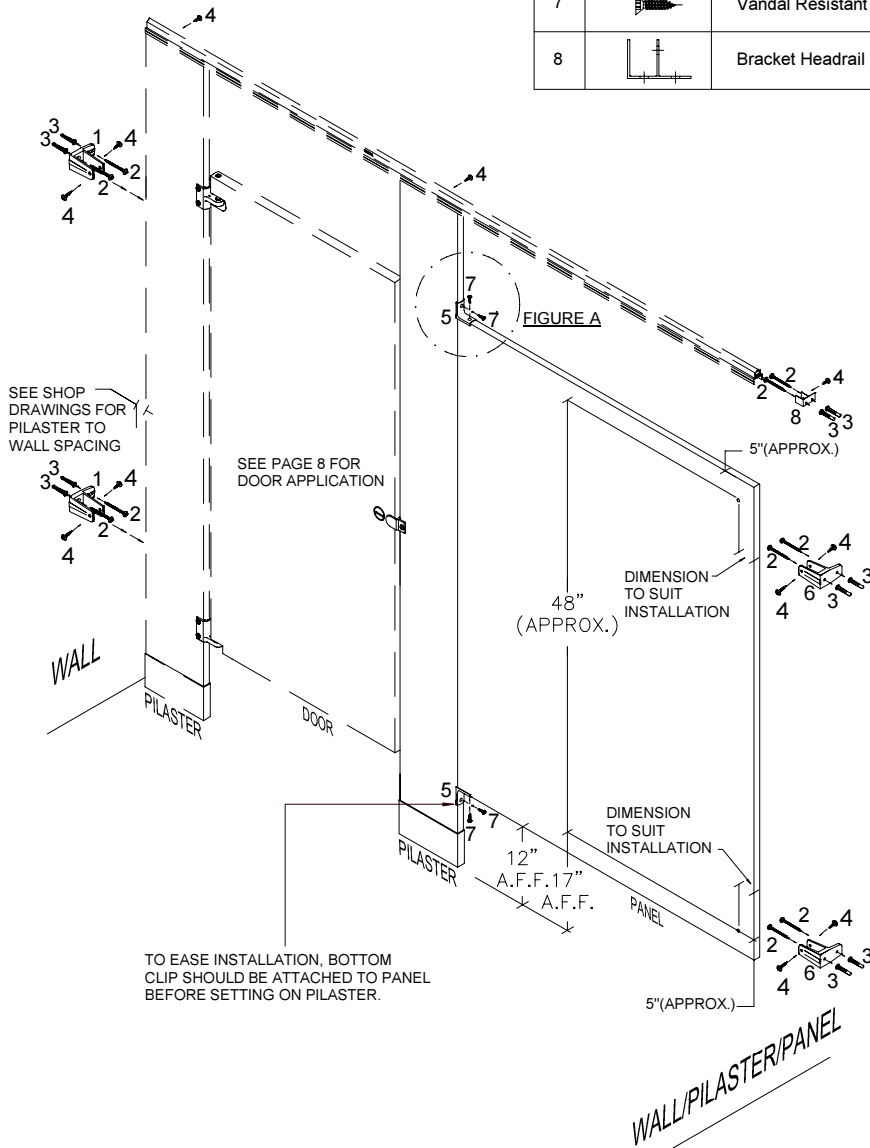 7
Vandal Resistant
8
Bracket Headrail
4
3
3
1
4
2
2
4
4
7
5
7
FIGURE A
2
2
4
8
3
3
SEE SHOP
DRAWINGS FOR
PILASTER TO
WALL SPACING
SEE PAGE 8 FOR
DOOR APPLICATION
5"(APPROX.)
3
3
1
4
2
2
4
48"
(APPROX.)
DIMENSION
TO SUIT
INSTALLATION
2
2
4
6
3
3
4
WALL
PILASTER
DOOR
5
7
7
PILASTER
12"
A.F.F.
17"
A.F.F.
PANEL
DIMENSION
TO SUIT
INSTALLATION
2
2
4
6
3
3
4
TO EASE INSTALLATION, BOTTOM
CLIP SHOULD BE ATTACHED TO PANEL
BEFORE SETTING ON PILASTER.
5"(APPROX.)
WALL/PILASTER/PANEL